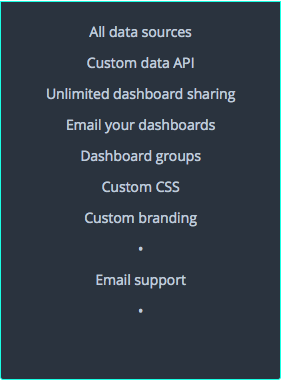 All data sources
Custom data API
Unlimited dashboard sharing
Email your dashboards
Dashboard groups
Custom CSS
Custom branding
•
Email support
•